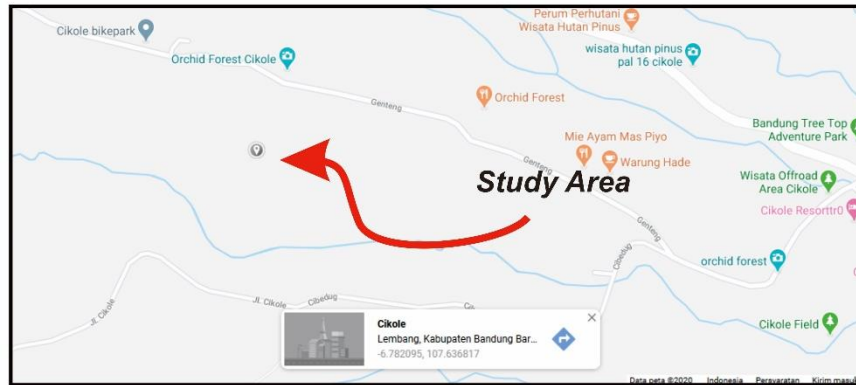 Cikole bikepark
Perum Perhutani
Wisata Hutan Pinus
Orchid Forest Cikole
wisata hutan pinus
pal 16 cikole
Genteng
Orchid Forest
Bandung Tree Top
Adventure Park
Mie Ayam Mas Piyo
Warung Hade
Study Area
Wisata Offroad
Area Cikole
Cikole Resorttr0
Genteng
Genteng
Cibedug
orchid forest
Jl. Cikole
Jl. Cikole
Cibedug
Cikole Field
Cikole
Lembang, Kabupaten Bandung Bar...
-6.782095, 107.636817
Data peta ©2020 Indonesia Persyaratan Kirim